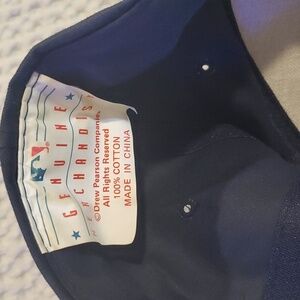 GENUINE
©Drew Pearson Companies
All Rights Reserved
100% COTTON
MADE IN CHINA